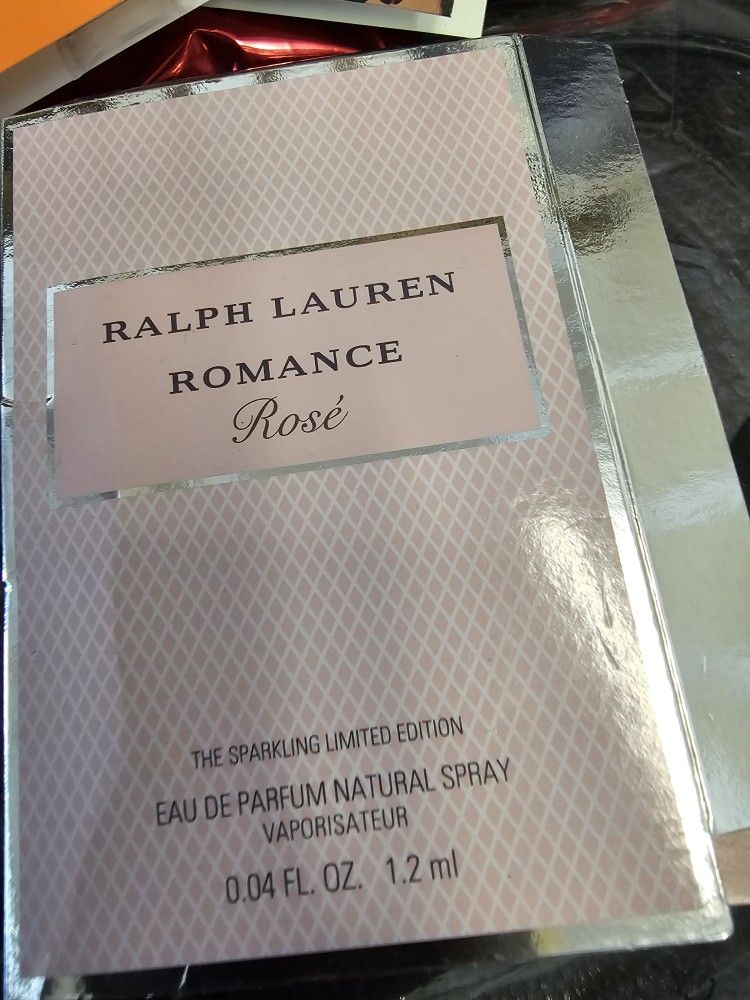 RALPH LAUREN
ROMANCE
Rosé
THE SPARKLING LIMITED EDITION
EAU DE PARFUM NATURAL SPRAY
VAPORISATEUR
0.04 FL. OZ. 1.2 ml